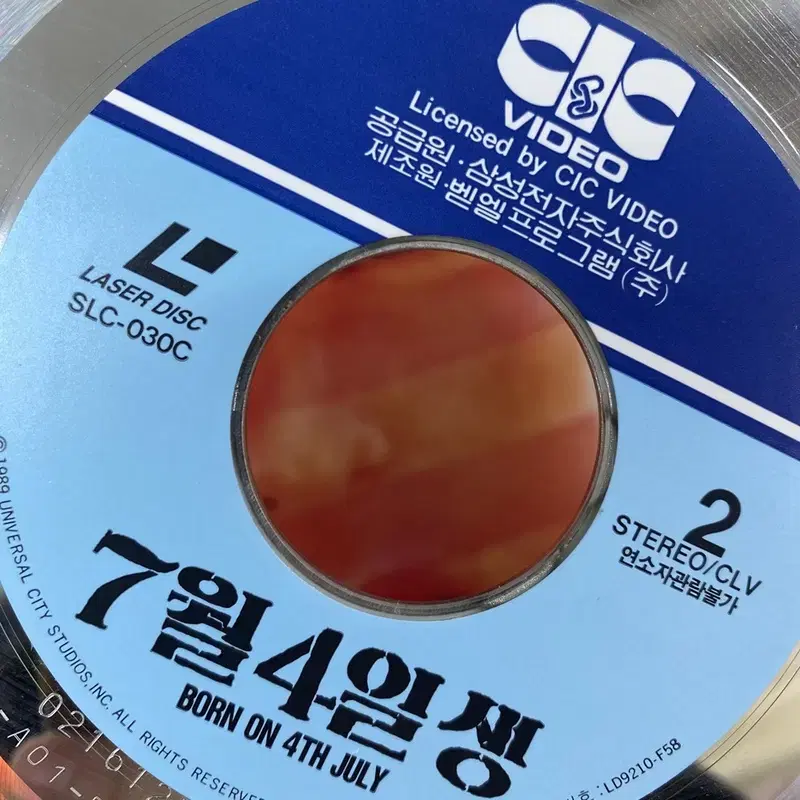 CIC
VIDEO
Licensed by CIC VIDEO
공급원·삼성전자주식회사
제조원·벧엘프로그램(주)
LASER DISC
SLC-030C
2
STEREO/CLV
연소자관람불가
7월4일생
BORN ON 4TH JULY
© 1989 UNIVERSAL CITY STUDIOS, INC. ALL RIGHTS RESERVED
호 : LD9210-F58
-A01-